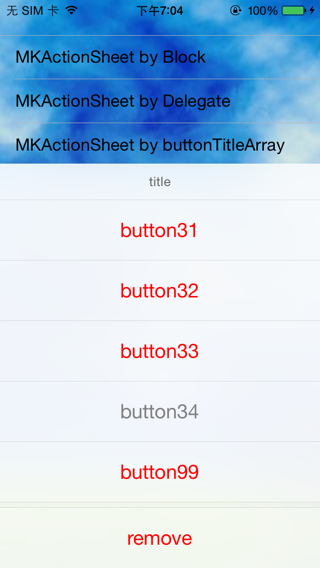 无 SIM 卡 下午7:04 100%
MKActionSheet by Block
MKActionSheet by Delegate
MKActionSheet by buttonTitleArray
title
button31
button32
button33
button34
button99
remove